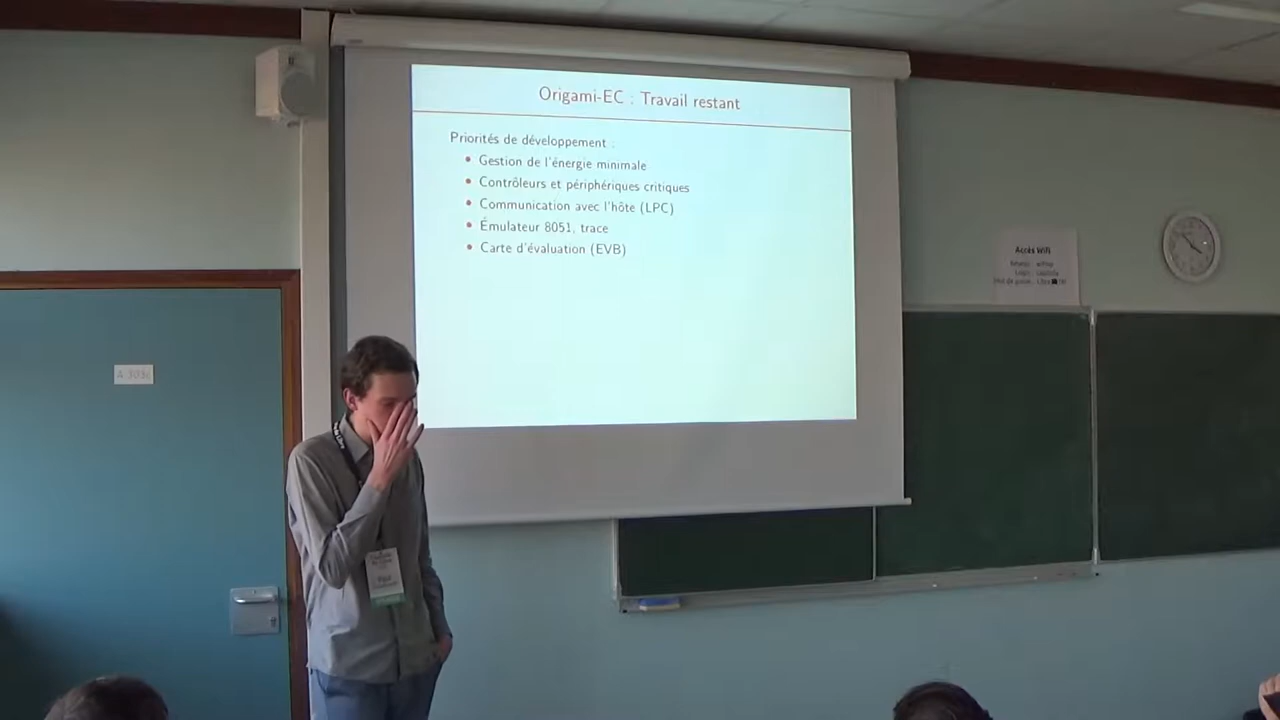 Origami-EC : Travail restant
Priorités de développement :
• Gestion de l'énergie minimale
• Contrôleurs et périphériques critiques
• Communication avec l'hôte (LPC)
• Émulateur 8051, trace
• Carte d'évaluation (EVB)
Accès Wifi